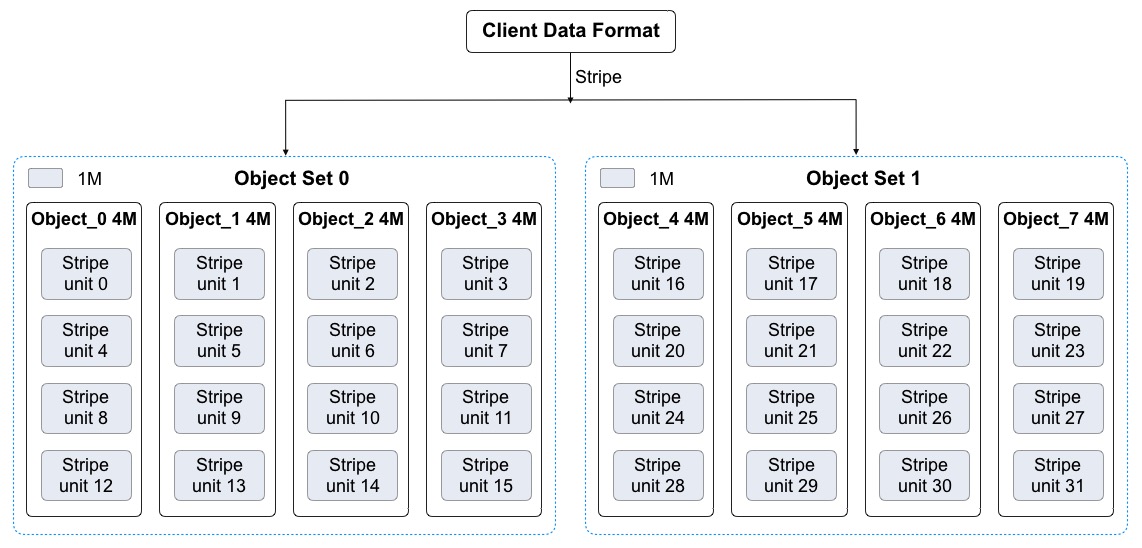 Client Data Format
Stripe
1M
Object Set 0
Object_0 4M
Object_1 4M
Object_2 4M
Object_3 4M
Stripe
unit 0
Stripe
unit 1
Stripe
unit 2
Stripe
unit 3
Stripe
unit 4
Stripe
unit 5
Stripe
unit 6
Stripe
unit 7
Stripe
unit 8
Stripe
unit 9
Stripe
unit 10
Stripe
unit 11
Stripe
unit 12
Stripe
unit 13
Stripe
unit 14
Stripe
unit 15
1M
Object Set 1
Object_4 4M
Object_5 4M
Object_6 4M
Object_7 4M
Stripe
unit 16
Stripe
unit 17
Stripe
unit 18
Stripe
unit 19
Stripe
unit 20
Stripe
unit 21
Stripe
unit 22
Stripe
unit 23
Stripe
unit 24
Stripe
unit 25
Stripe
unit 26
Stripe
unit 27
Stripe
unit 28
Stripe
unit 29
Stripe
unit 30
Stripe
unit 31